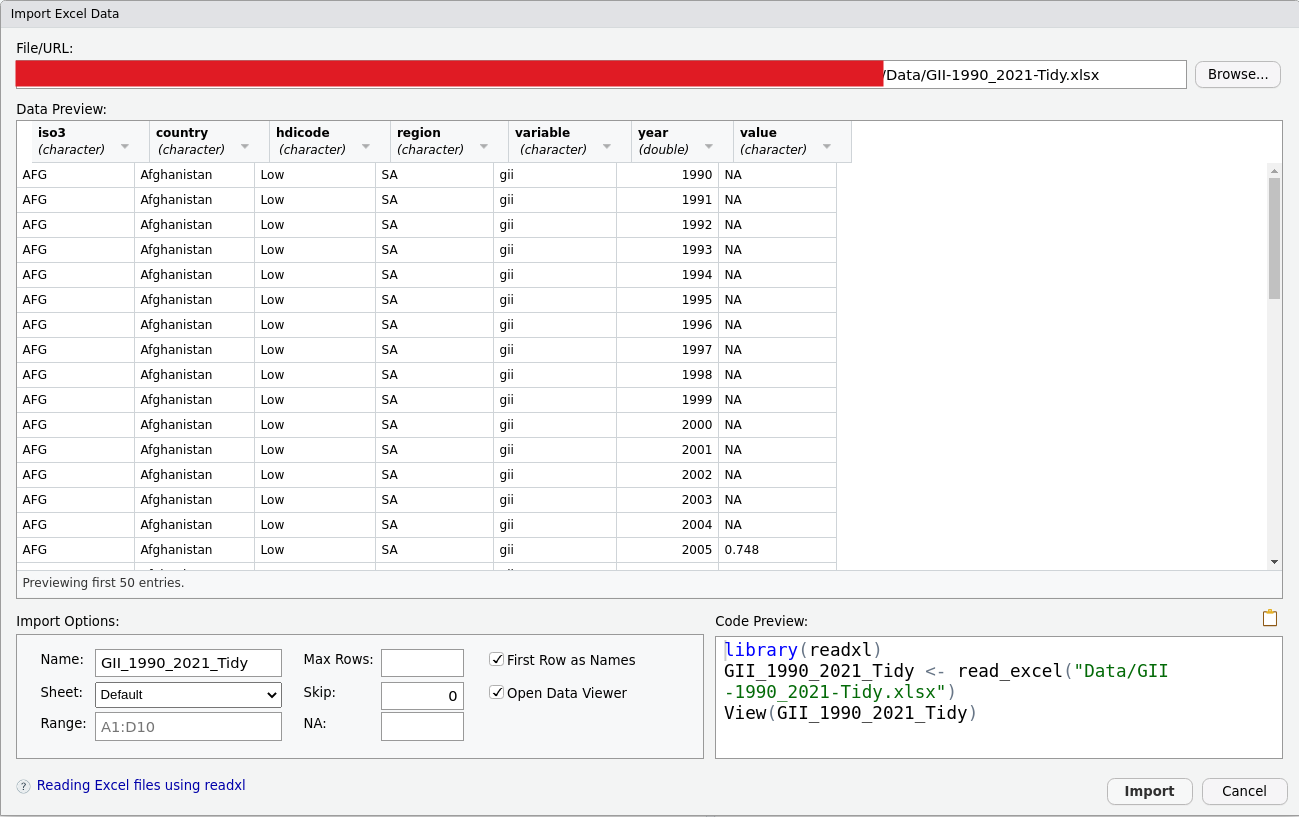 Import Excel Data
File/URL:
/Data/GII-1990_2021-Tidy.xlsx
Browse...
Data Preview:
iso3 country hdicode region variable year value
(character) (character) (character) (character) (character) (double) (character)
AFG Afghanistan Low SA gii 1990 NA
AFG Afghanistan Low SA gii 1991 NA
AFG Afghanistan Low SA gii 1992 NA
AFG Afghanistan Low SA gii 1993 NA
AFG Afghanistan Low SA gii 1994 NA
AFG Afghanistan Low SA gii 1995 NA
AFG Afghanistan Low SA gii 1996 NA
AFG Afghanistan Low SA gii 1997 NA
AFG Afghanistan Low SA gii 1998 NA
AFG Afghanistan Low SA gii 1999 NA
AFG Afghanistan Low SA gii 2000 NA
AFG Afghanistan Low SA gii 2001 NA
AFG Afghanistan Low SA gii 2002 NA
AFG Afghanistan Low SA gii 2003 NA
AFG Afghanistan Low SA gii 2004 NA
AFG Afghanistan Low SA gii 2005 0.748
Previewing first 50 entries.
Import Options:
Name: GII_1990_2021_Tidy
Sheet: Default
Range: A1:D10
Max Rows:
Skip: 0
NA:
First Row as Names
Open Data Viewer
Code Preview:
library(readxl)
GII_1990_2021_Tidy <- read_excel("Data/GII
-1990_2021-Tidy.xlsx")
View(GII_1990_2021_Tidy)
? Reading Excel files using readxl
Import
Cancel